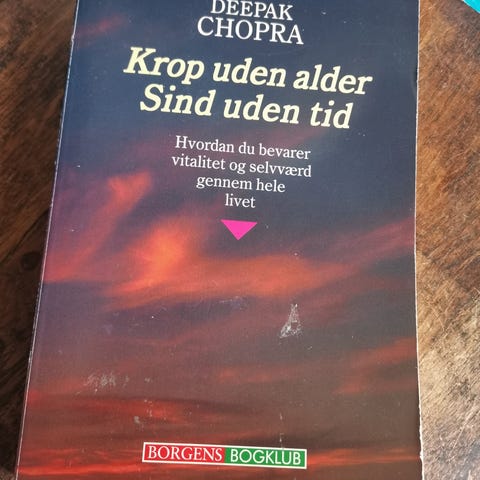 DEEPAK
CHOPRA
Krop uden alder
Sind uden tid
Hvordan du bevarer
vitalitet og selvværd
gennem hele
livet
BORGENS BOGKLUB